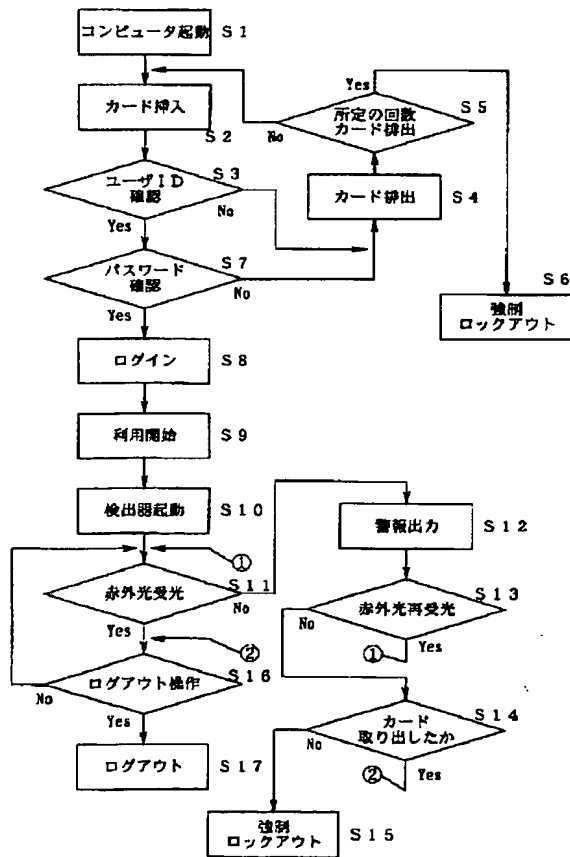 コンピュータ起動 S1
カード挿入
S2
Yes
所定の回数
カード排出
S5
No
ユーザID
確認
S3
No
Yes
カード排出 S4
パスワード
確認
S7
No
Yes
S6
強制
ロックアウト
ログイン S8
利用開始 S9
検出器起動 S10
警報出力 S12
①
赤外光受光
S11
No
Yes
赤外光再受光
S13
No
Yes
①
②
ログアウト操作
S16
No
Yes
カード
取り出したか
S14
No
Yes
②
ログアウト S17
強制
ロックアウト
S15